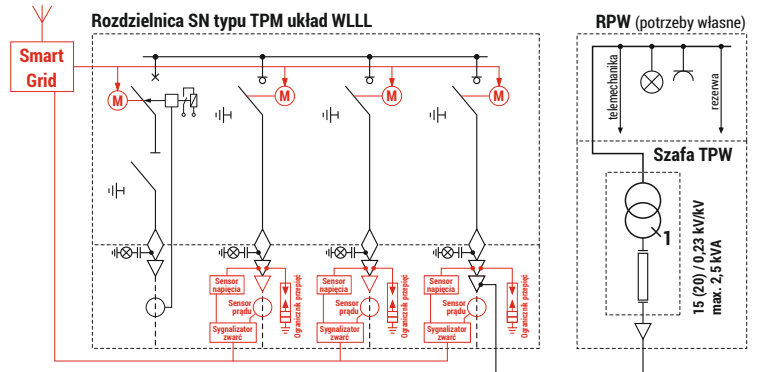 Rozdzielnica SN typu TPM układ WLLL
RPW (potrzeby własne)
Smart
Grid
M
M
M
M
telemechanika
rezerwa
Szafa TPW
1
15 (20) / 0,23 kV/kV
max. 2,5 kVA
Sensor
napięcia
Sensor
prądu
Sygnalizator
zwarć
Ogranicznik przepięć
Sensor
napięcia
Sensor
prądu
Sygnalizator
zwarć
Ogranicznik przepięć
Sensor
napięcia
Sensor
prądu
Sygnalizator
zwarć
Ogranicznik przepięć